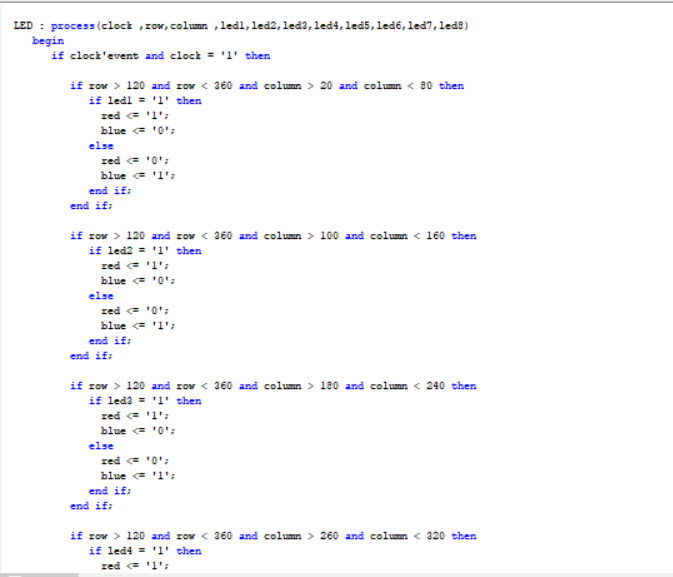 LED : process(clock ,row,column ,led1,led2,led3,led4,led5,led6,led7,led8)
begin
if clock'event and clock = '1' then
if row > 120 and row < 360 and column > 20 and column < 80 then
if led1 = '1' then
red <= '1';
blue <= '0';
else
red <= '0';
blue <= '1';
end if;
end if;
if row > 120 and row < 360 and column > 100 and column < 160 then
if led2 = '1' then
red <= '1';
blue <= '0';
else
red <= '0';
blue <= '1';
end if;
end if;
if row > 120 and row < 360 and column > 180 and column < 240 then
if led3 = '1' then
red <= '1';
blue <= '0';
else
red <= '0';
blue <= '1';
end if;
end if;
if row > 120 and row < 360 and column > 260 and column < 320 then
if led4 = '1' then
red <= '1';